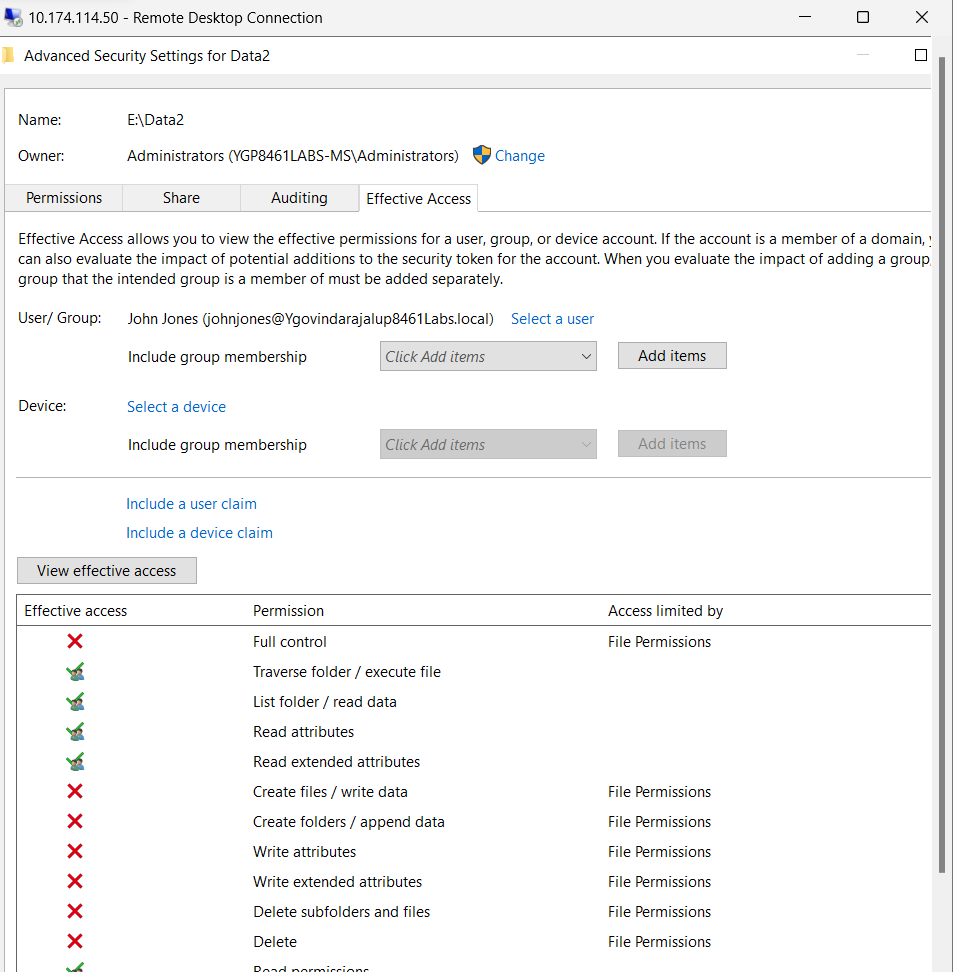 10.174.114.50 - Remote Desktop Connection
Advanced Security Settings for Data2
Name: E:\Data2
Owner: Administrators (YGP8461LABS-MS\Administrators) Change
Permissions Share Auditing Effective Access
Effective Access allows you to view the effective permissions for a user, group, or device account. If the account is a member of a domain,
can also evaluate the impact of potential additions to the security token for the account. When you evaluate the impact of adding a group,
group that the intended group is a member of must be added separately.
User/ Group: John Jones (johnjones@Ygovindarajalup8461Labs.local) Select a user
Include group membership Click Add items Add items
Device: Select a device
Include group membership Click Add items Add items
Include a user claim
Include a device claim
View effective access
Effective access Permission Access limited by
Full control File Permissions
Traverse folder / execute file
List folder / read data
Read attributes
Read extended attributes
Create files / write data File Permissions
Create folders / append data File Permissions
Write attributes File Permissions
Write extended attributes File Permissions
Delete subfolders and files File Permissions
Delete File Permissions
Read permissions